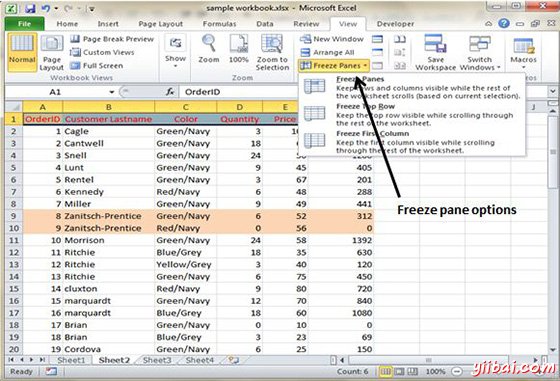 sample workbook.xlsx - Microsoft Excel
File Home Insert Page Layout Formulas Data Review View Developer
Normal Page Layout Page Break Preview Custom Views Full Screen Workbook Views
Show Zoom 100% Zoom to Selection Zoom
New Window Arrange All Freeze Panes Save Workspace Switch Windows Macros Macros
Freeze Panes
Keep rows and columns visible while the rest of
the worksheet scrolls (based on current selection).
Freeze Top Row
Keep the top row visible while scrolling through
the rest of the worksheet.
Freeze First Column
Keep the first column visible while scrolling
through the rest of the worksheet.
A1 fx OrderID
A B C D E
1 OrderID Customer Lastname Color Quantity Price
2 1 Cagle Green/Navy 3
3 2 Cantwell Green/Navy 18
4 3 Snell Green/Navy 24
5 4 Lunt Green/Navy 9 45 405
6 5 Rentel Green/Navy 3 67 201
7 6 Kennedy Red/Navy 6 48 288
8 7 Miller Green/Navy 9 49 441
9 8 Zanitsch-Prentice Green/Navy 6 52 312
10 9 Zanitsch-Prentice Red/Navy 0 56 0
11 10 Morrison Green/Navy 24 58 1392
12 11 Ritchie Blue/Grey 18 35 630
13 12 Ritchie Yellow/Grey 3 40 120
14 13 Ritchie Green/Navy 6 75 450
15 14 cluxton Red/Navy 9 80 720
16 15 marquardt Green/Navy 12 70 840
17 16 marquardt Blue/Grey 18 60 1080
18 17 Brian Green/Navy 0 10 0
19 18 Brian Blue/Grey 3 23 69
20 19 Cordova Green/Navy 6 25 150
Freeze pane options
Sheet1 Sheet2 Sheet3 Sheet4
Ready Count: 6 100%
yiibai.com